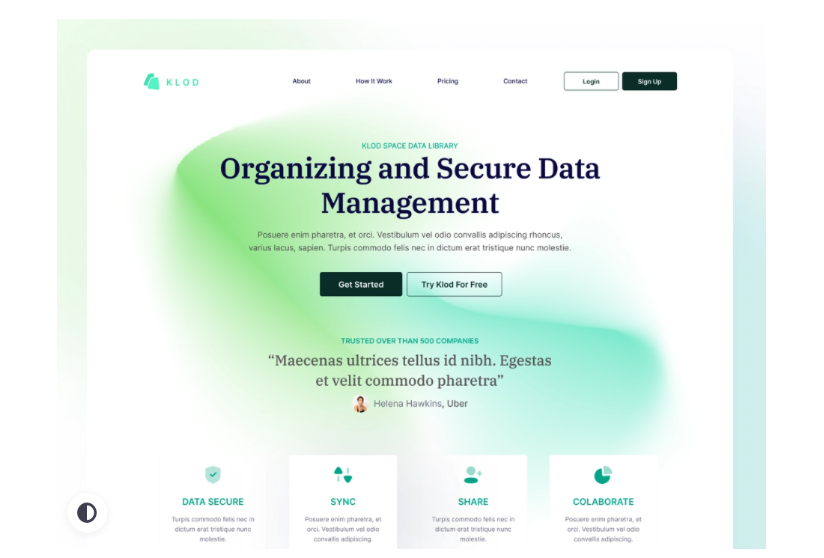 KLOD
About How It Work Pricing Contact Login Sign Up
KLOD SPACE DATA LIBRARY
Organizing and Secure Data
Management
Posuere enim pharetra, et orci. Vestibulum vel odio convallis adipiscing rhoncus,
varius lacus, sapien. Turpis commodo felis nec in dictum erat tristique nunc molestie.
Get Started Try Klod For Free
TRUSTED OVER THAN 500 COMPANIES
“Maecenas ultrices tellus id nibh. Egestas
et velit commodo pharetra”
Helena Hawkins, Uber
DATA SECURE
Turpis commodo felis nec in
dictum erat tristique nunc
molestie.
SYNC
Posuere enim pharetra, et
orci. Vestibulum vel odio
convallis adipiscing.
SHARE
Turpis commodo felis nec in
dictum erat tristique nunc
molestie.
COLABORATE
Posuere enim pharetra, et
orci. Vestibulum vel odio
convallis adipiscing.